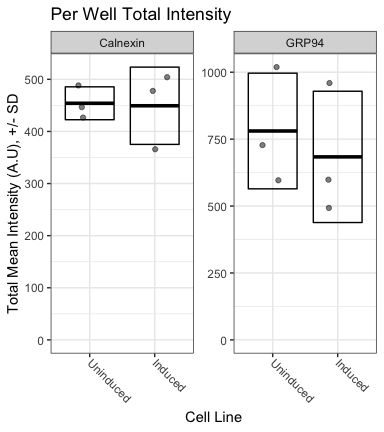 Per Well Total Intensity
Calnexin
GRP94
Total Mean Intensity (A.U), +/- SD
500
400
300
200
100
0
1000
750
500
250
0
Uninduced
Induced
Uninduced
Induced
Cell Line